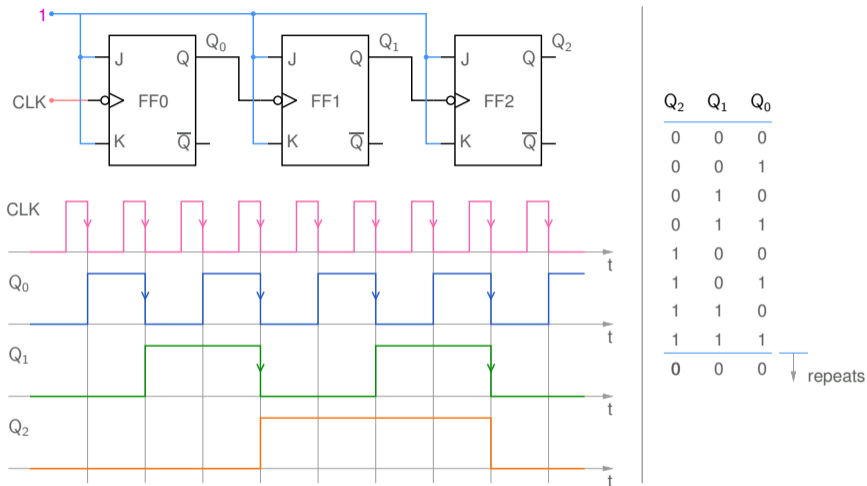 1
Q0 Q1 Q2
J Q J Q J Q
CLK FF0 FF1 FF2
K Q̅ K Q̅ K Q̅
CLK
t
Q0
t
Q1
t
Q2
t
Q2 Q1 Q0
0 0 0
0 0 1
0 1 0
0 1 1
1 0 0
1 0 1
1 1 0
1 1 1
0 0 0
repeats